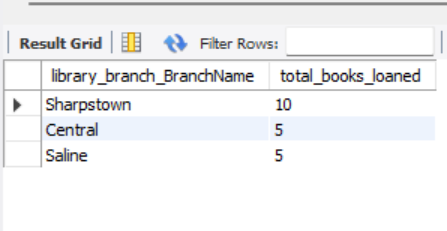 Result Grid Filter Rows:
library_branch_BranchName total_books_loaned
Sharpstown 10
Central 5
Saline 5